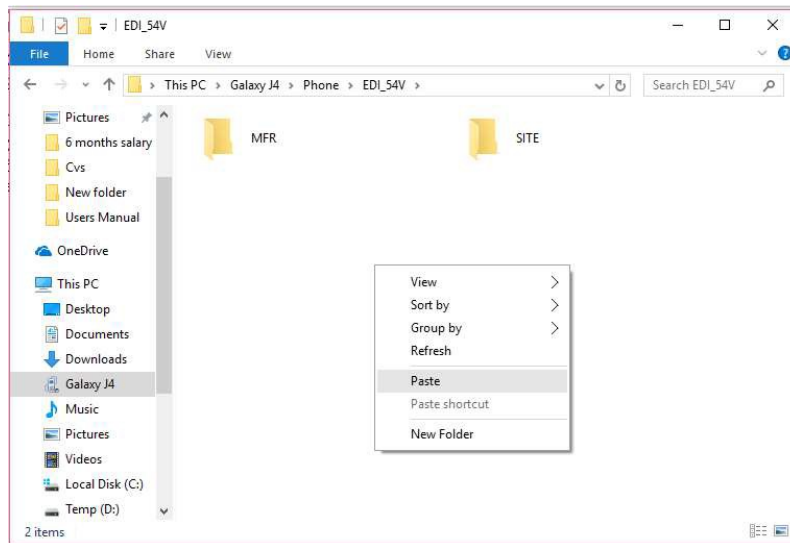 EDI_54V
File Home Share View
This PC > Galaxy J4 > Phone > EDI_54V >
Search EDI_54V
Pictures
6 months salary
Cvs
New folder
Users Manual
OneDrive
This PC
Desktop
Documents
Downloads
Galaxy J4
Music
Pictures
Videos
Local Disk (C:)
Temp (D:)
MFR
SITE
View
Sort by
Group by
Refresh
Paste
Paste shortcut
New Folder
2 items